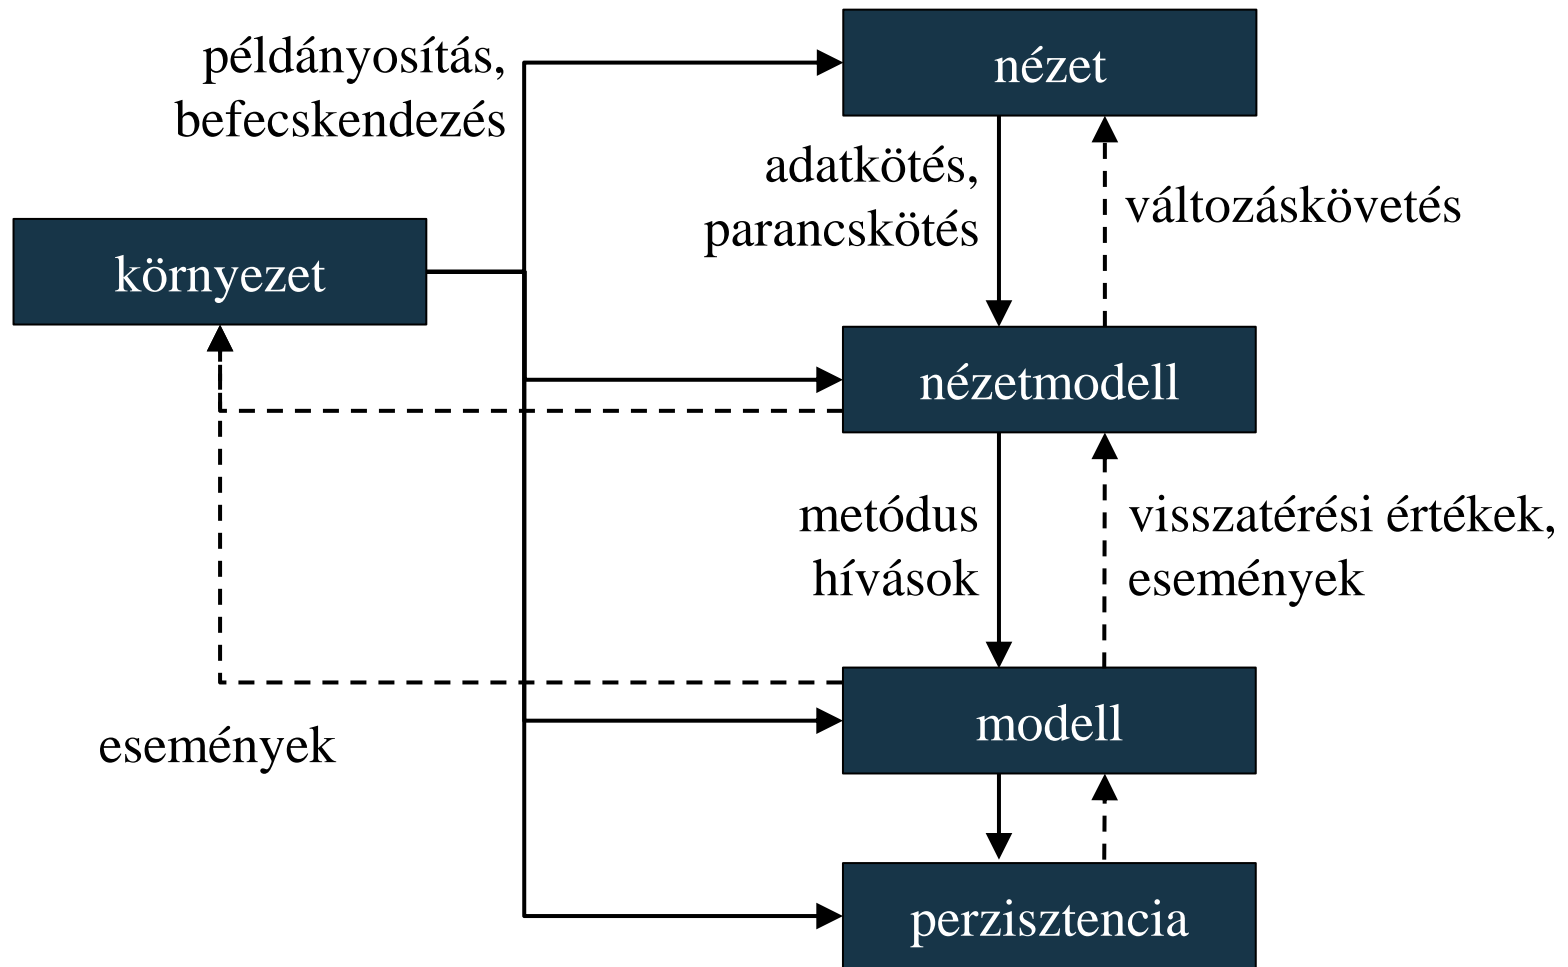 példányosítás,
befecskendezés
nézet
adatkötés,
parancskötés
változáskövetés
környezet
nézetmodell
metódus
hívások
visszatérési értékek,
események
modell
események
perzisztencia